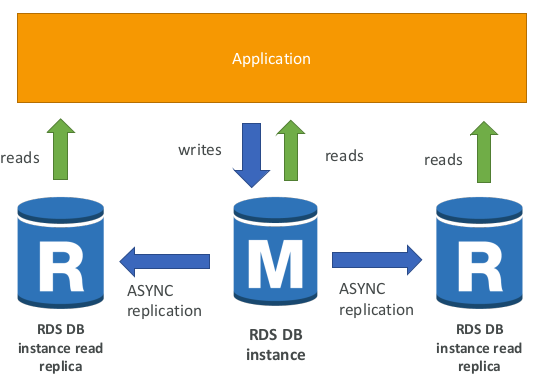 Application
reads
writes
reads
reads
R
M
R
ASYNC
replication
ASYNC
replication
RDS DB
instance read
replica
RDS DB
instance
RDS DB
instance read
replica